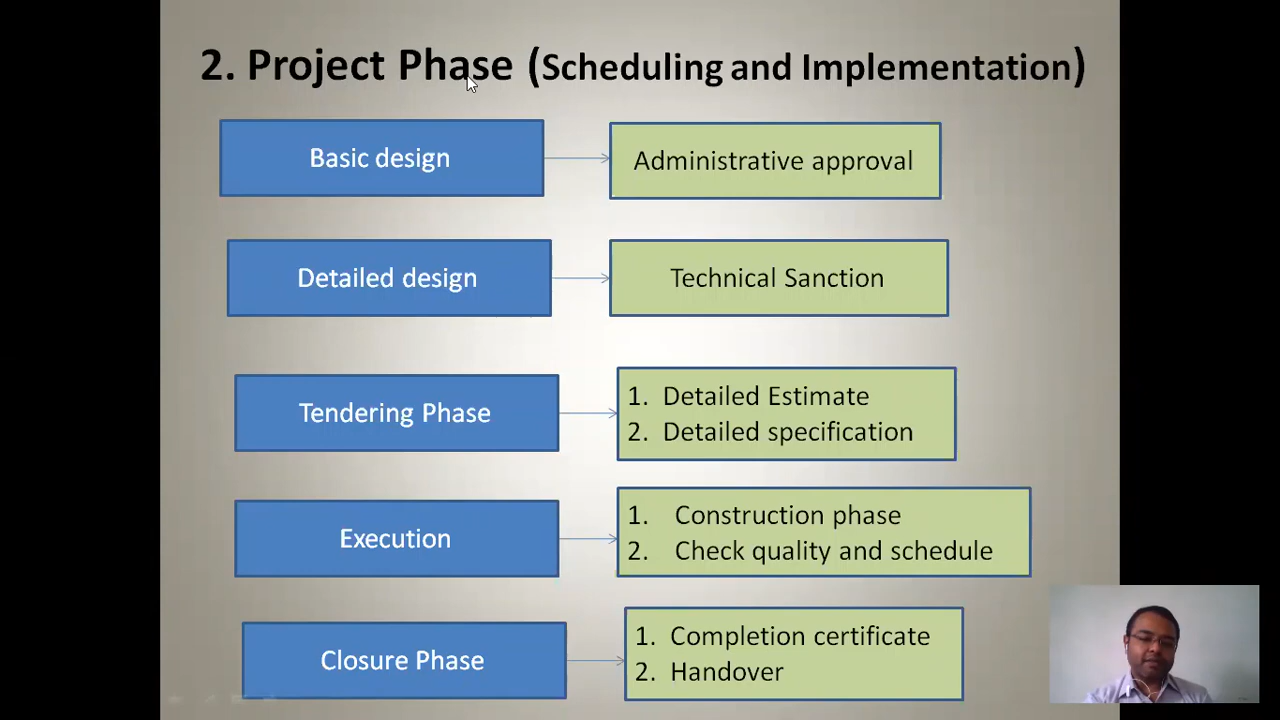 2. Project Phase (Scheduling and Implementation)
Basic design
Administrative approval
Detailed design
Technical Sanction
Tendering Phase
1. Detailed Estimate
2. Detailed specification
Execution
1. Construction phase
2. Check quality and schedule
Closure Phase
1. Completion certificate
2. Handover